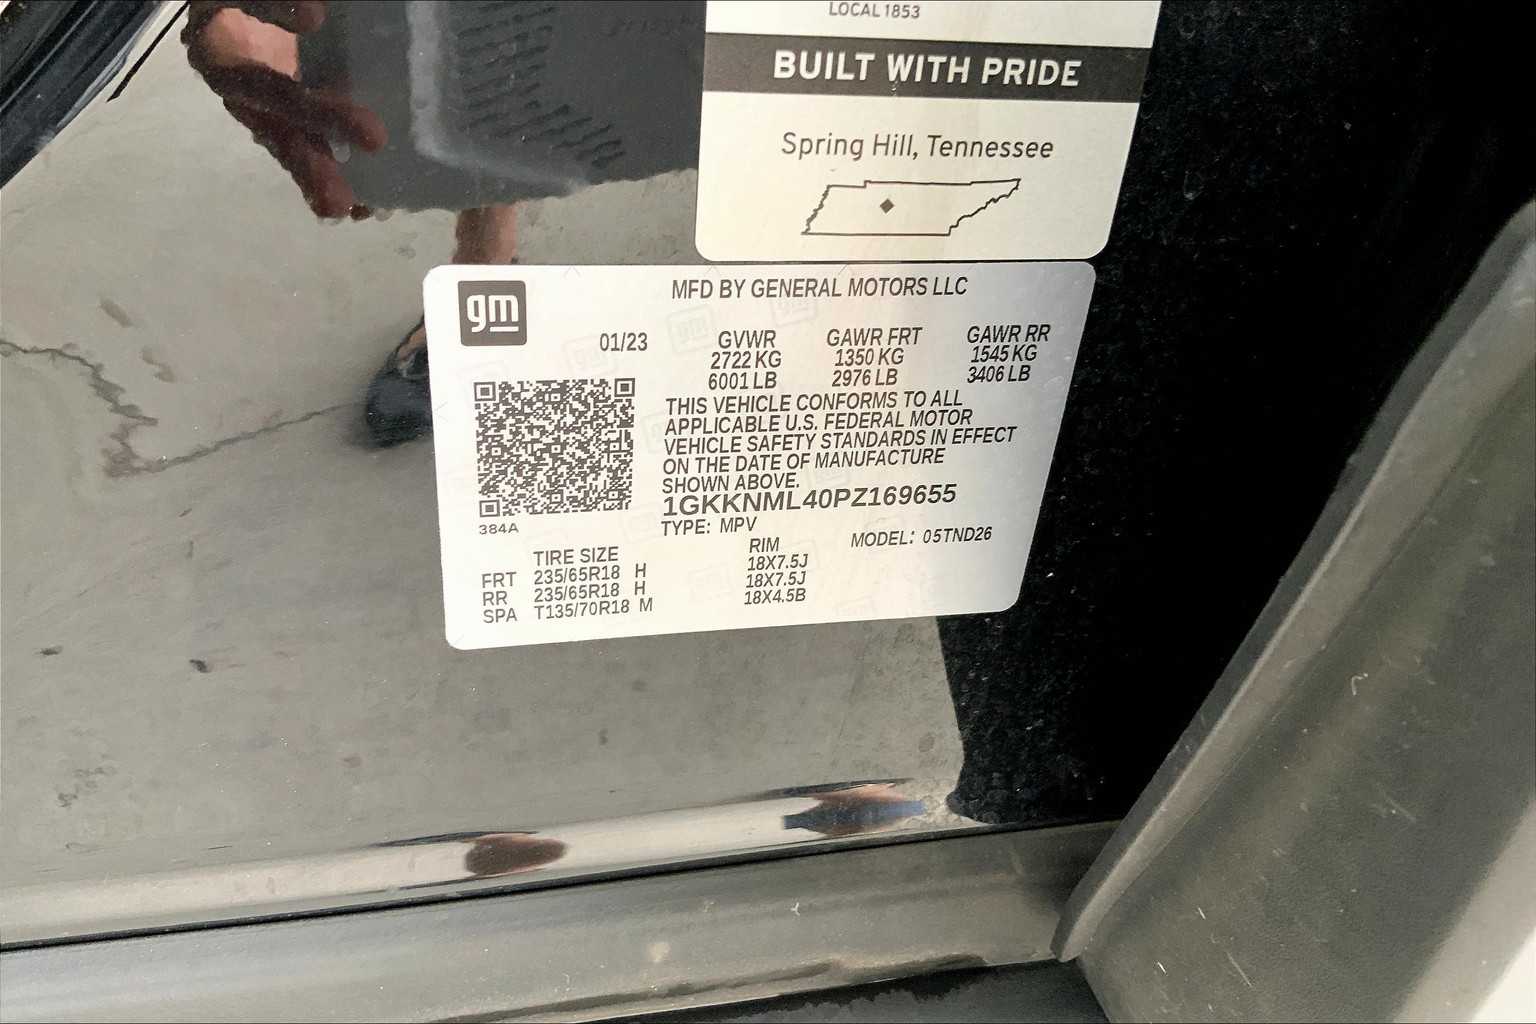 LOCAL 1853
BUILT WITH PRIDE
Spring Hill, Tennessee
gm
MFD BY GENERAL MOTORS LLC
01/23 GVWR GAWR FRT GAWR RR
2722 KG 1350 KG 1545 KG
6001 LB 2976 LB 3406 LB
THIS VEHICLE CONFORMS TO ALL
APPLICABLE U.S. FEDERAL MOTOR
VEHICLE SAFETY STANDARDS IN EFFECT
ON THE DATE OF MANUFACTURE
SHOWN ABOVE.
1GKKNML40PZ169655
384A
TYPE: MPV MODEL: 05TND26
TIRE SIZE RIM
FRT 235/65R18 H 18X7.5J
RR 235/65R18 H 18X7.5J
SPA T135/70R18 M 18X4.5B